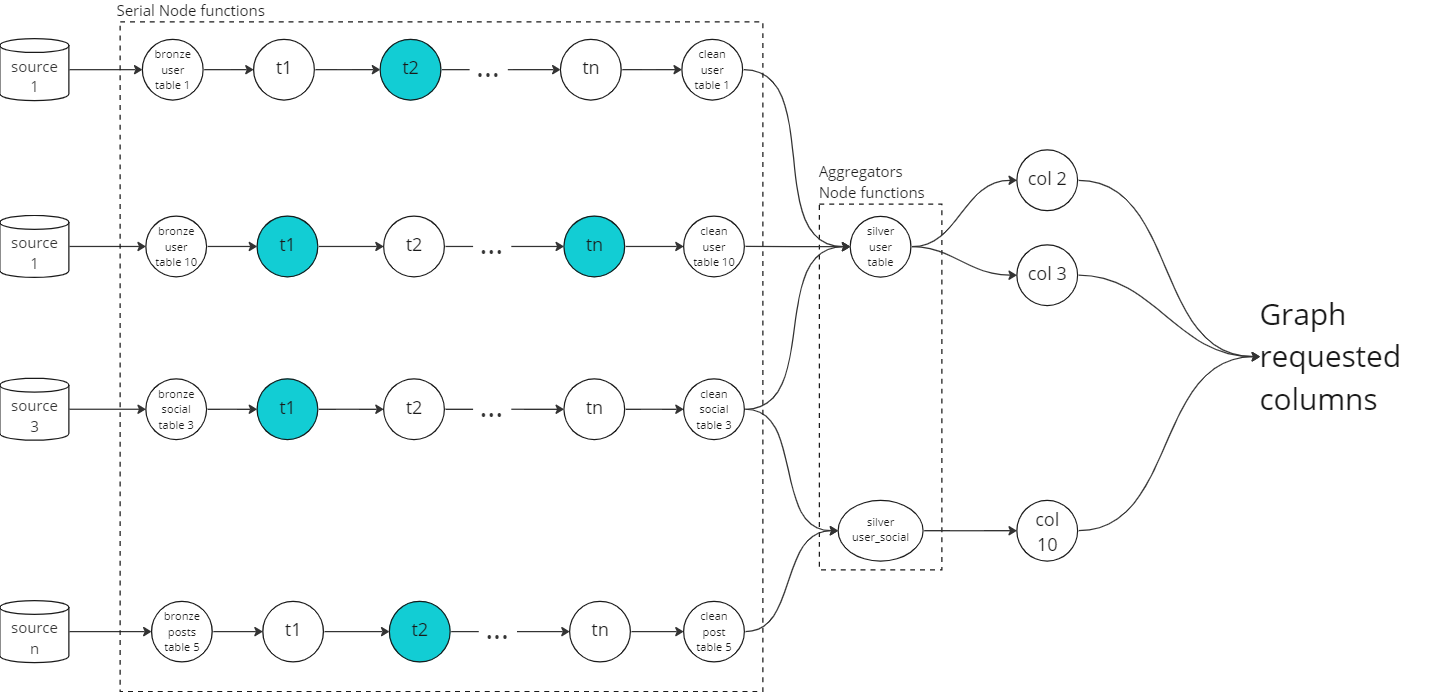 Serial Node functions
source
1
bronze
user
table 1
t1
t2
...
tn
clean
user
table 1
source
1
bronze
user
table 10
t1
t2
...
tn
clean
user
table 10
source
3
bronze
social
table 3
t1
t2
...
tn
clean
social
table 3
source
n
bronze
posts
table 5
t1
t2
...
tn
clean
post
table 5
Aggregators
Node functions
silver
user
table
silver
user_social
col 2
col 3
col
10
Graph
requested
columns